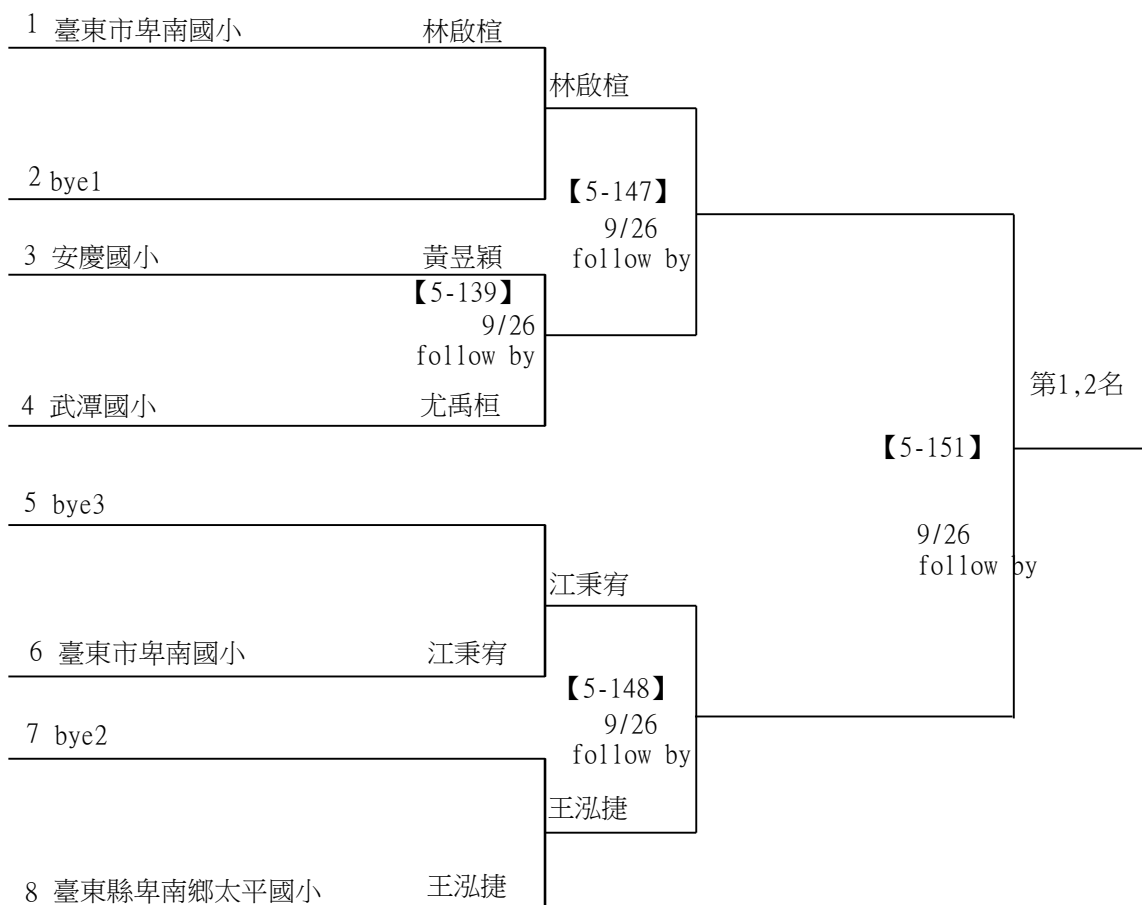 1 臺東市卑南國小 林啟楦
林啟楦
2 bye1
【5-147】
9/26
follow by
3 安慶國小 黃昱穎
【5-139】
9/26
follow by
4 武潭國小 尤禹桓
第1,2名
【5-151】
9/26
follow by
5 bye3
江秉宥
6 臺東市卑南國小 江秉宥
【5-148】
9/26
follow by
7 bye2
王泓捷
8 臺東縣卑南鄉太平國小 王泓捷